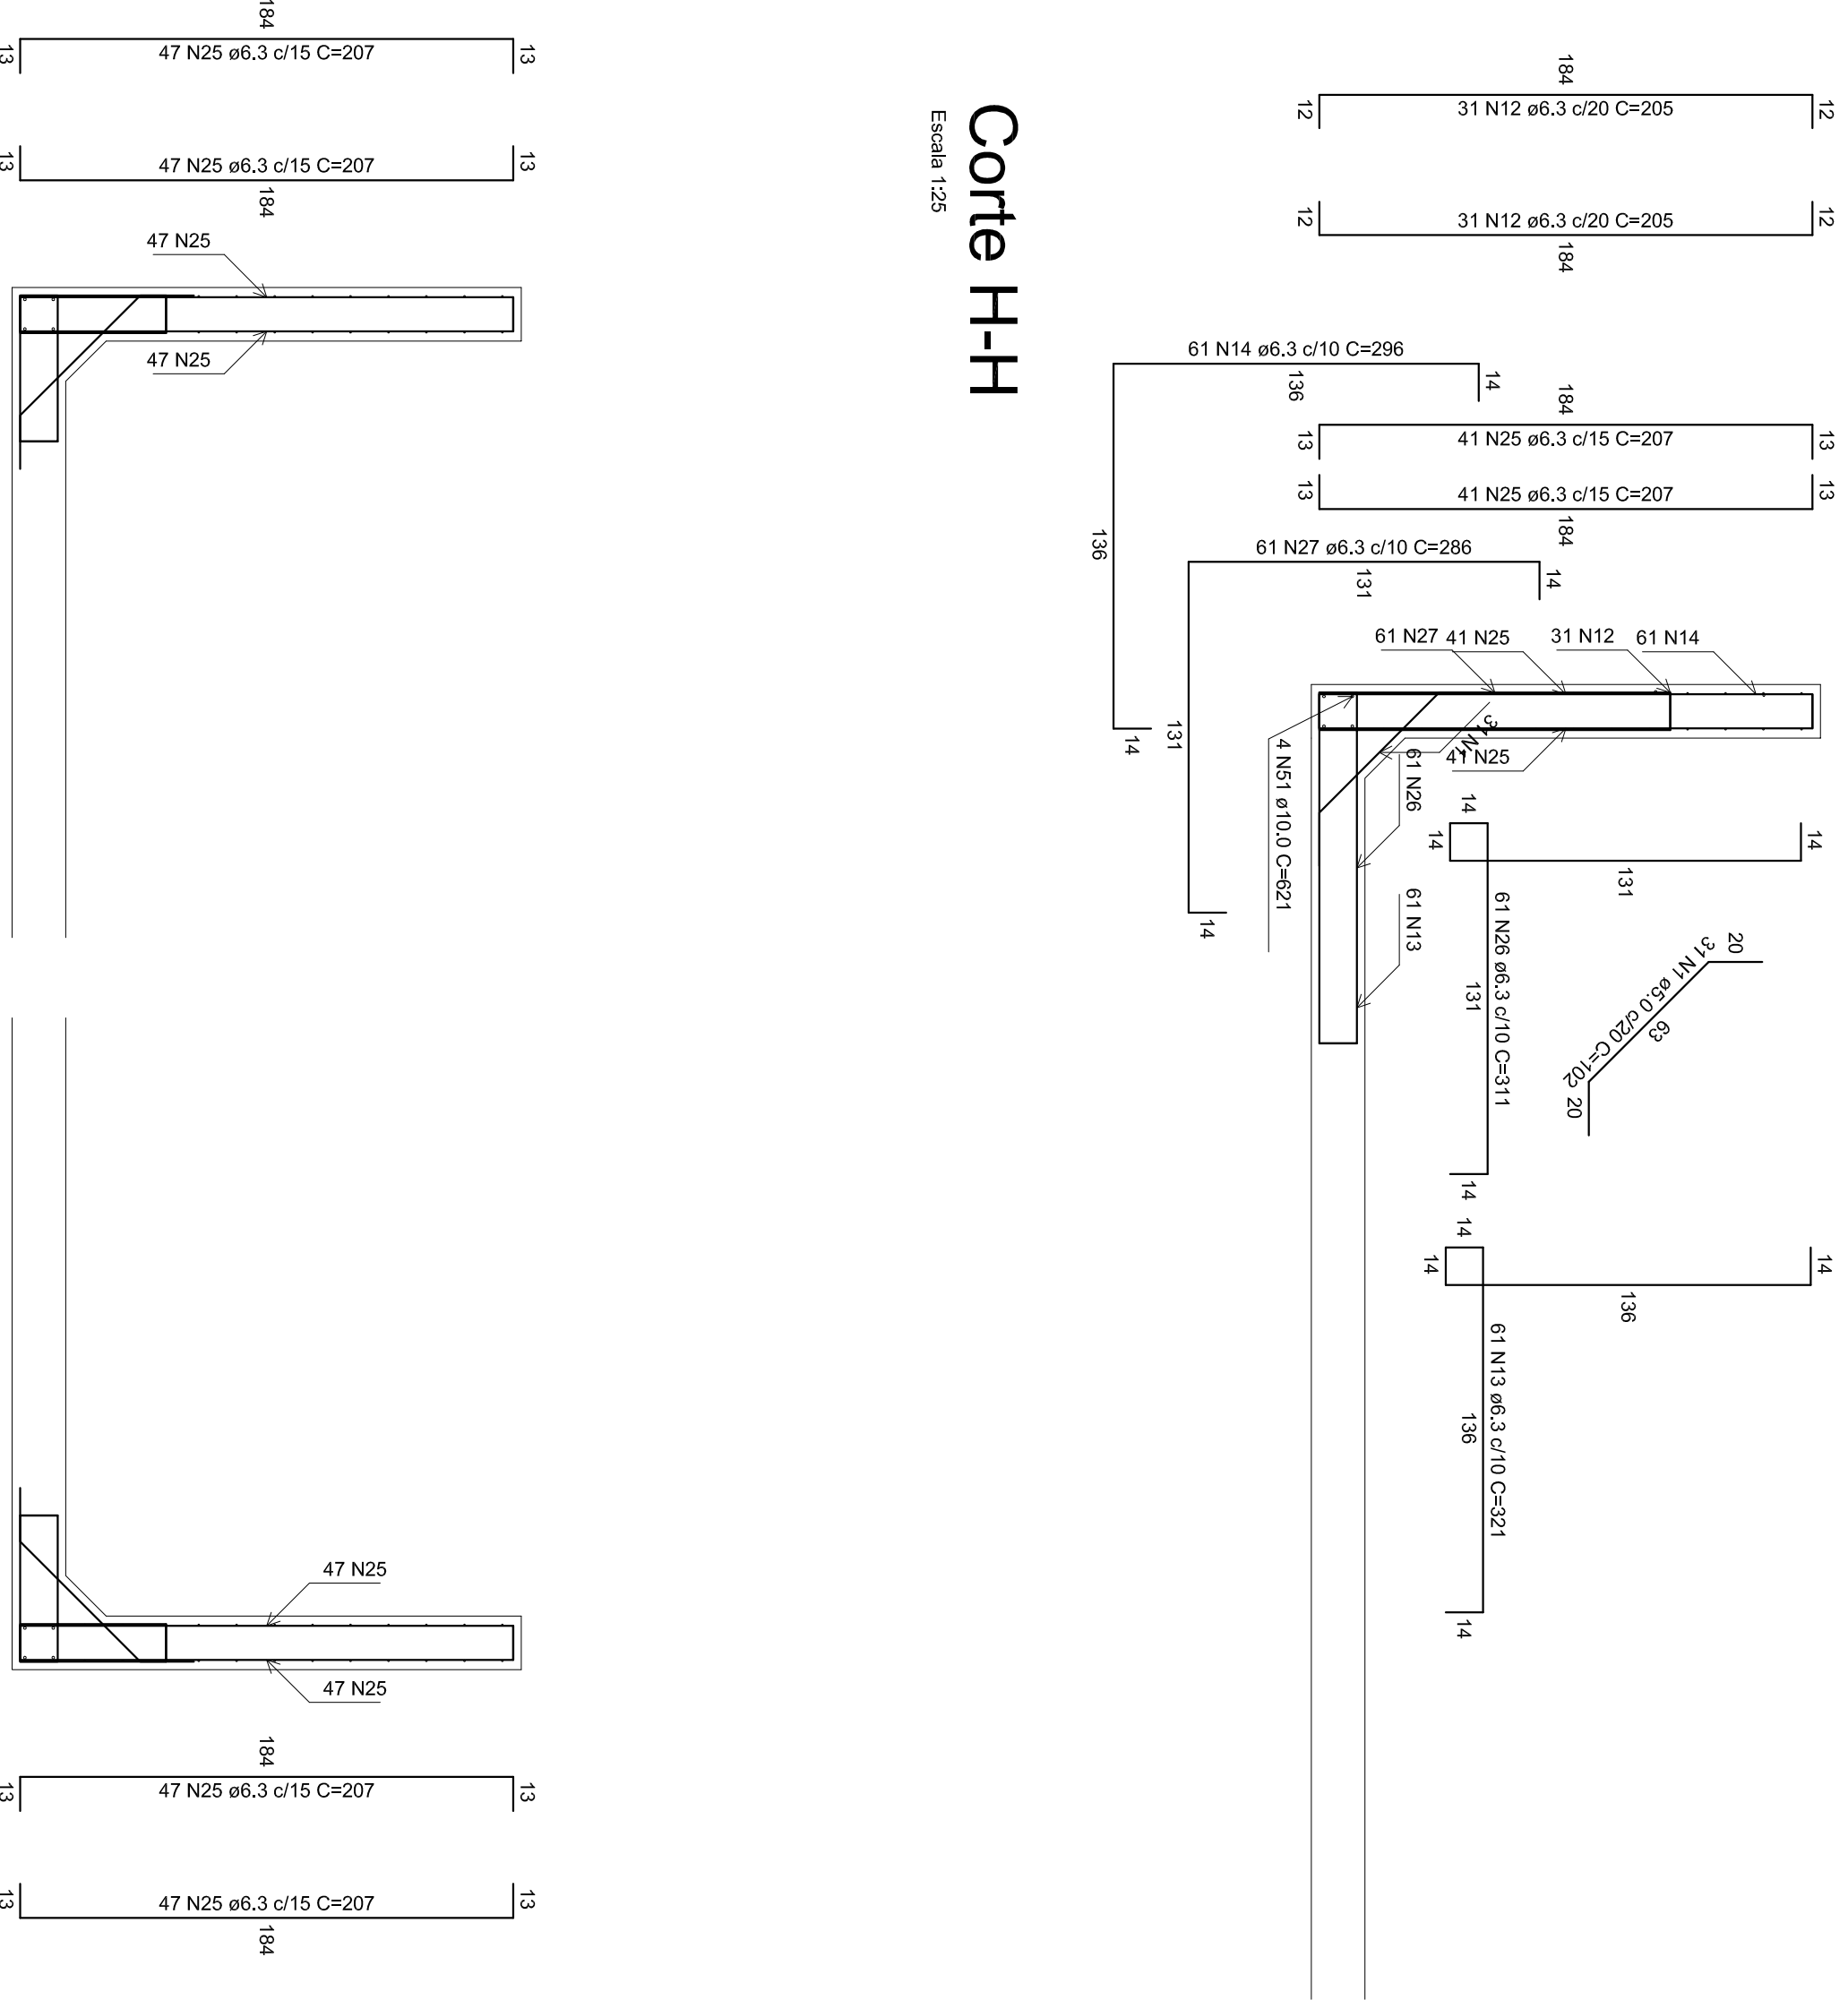 184
13
47 N25 ø6.3 c/15 C=207
13
13
47 N25 ø6.3 c/15 C=207
13
184
47 N25
47 N25
Corte H-H
Escala 1:25
184
12
31 N12 ø6.3 c/20 C=205
12
12
31 N12 ø6.3 c/20 C=205
12
184
61 N14 ø6.3 c/10 C=296
136
14
136
14
184
13
41 N25 ø6.3 c/15 C=207
13
13
41 N25 ø6.3 c/15 C=207
13
184
61 N27 ø6.3 c/10 C=286
131
14
131
14
61 N27
41 N25
31 N12
61 N14
31 N1
41 N25
61 N26
61 N13
4 N51 ø10.0 C=621
14
14
14
131
61 N26 ø6.3 c/10 C=311
131
14
20
31 N1 ø5.0 c/20 C=102
63
20
14
14
14
136
61 N13 ø6.3 c/10 C=321
136
14
47 N25
47 N25
184
13
47 N25 ø6.3 c/15 C=207
13
13
47 N25 ø6.3 c/15 C=207
13
184